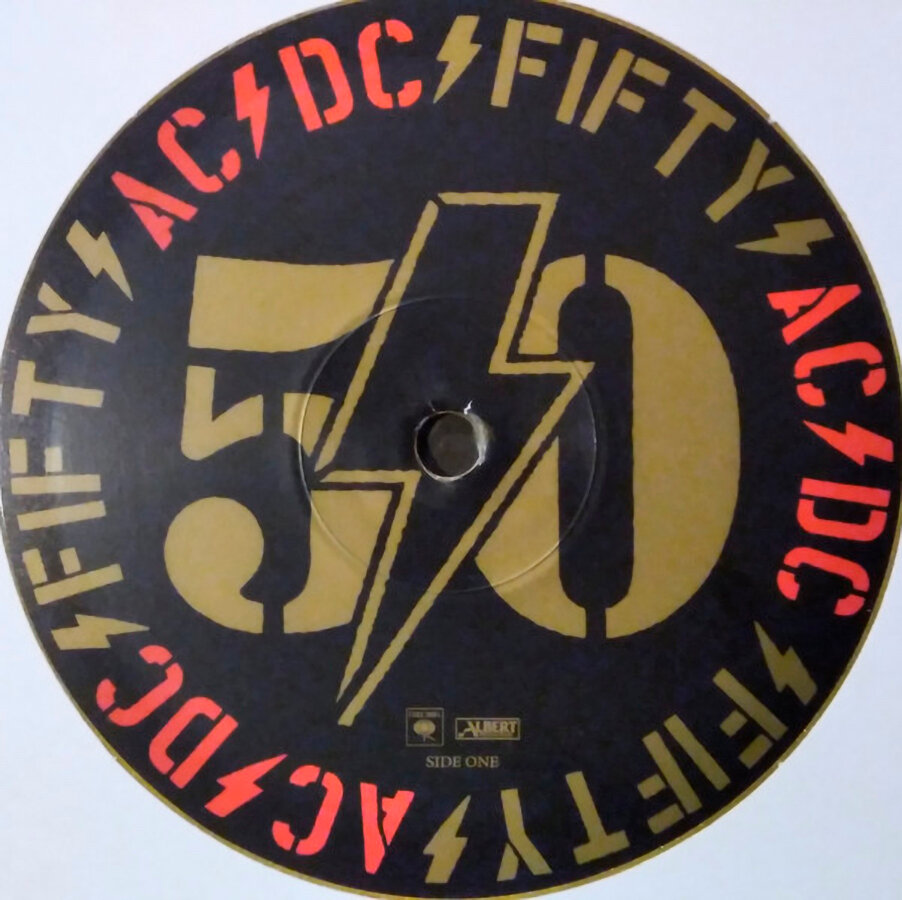 AC/DC FIFTY
AC/DC FIFTY
AC/DC FIFTY
50
ALBERT
SIDE ONE